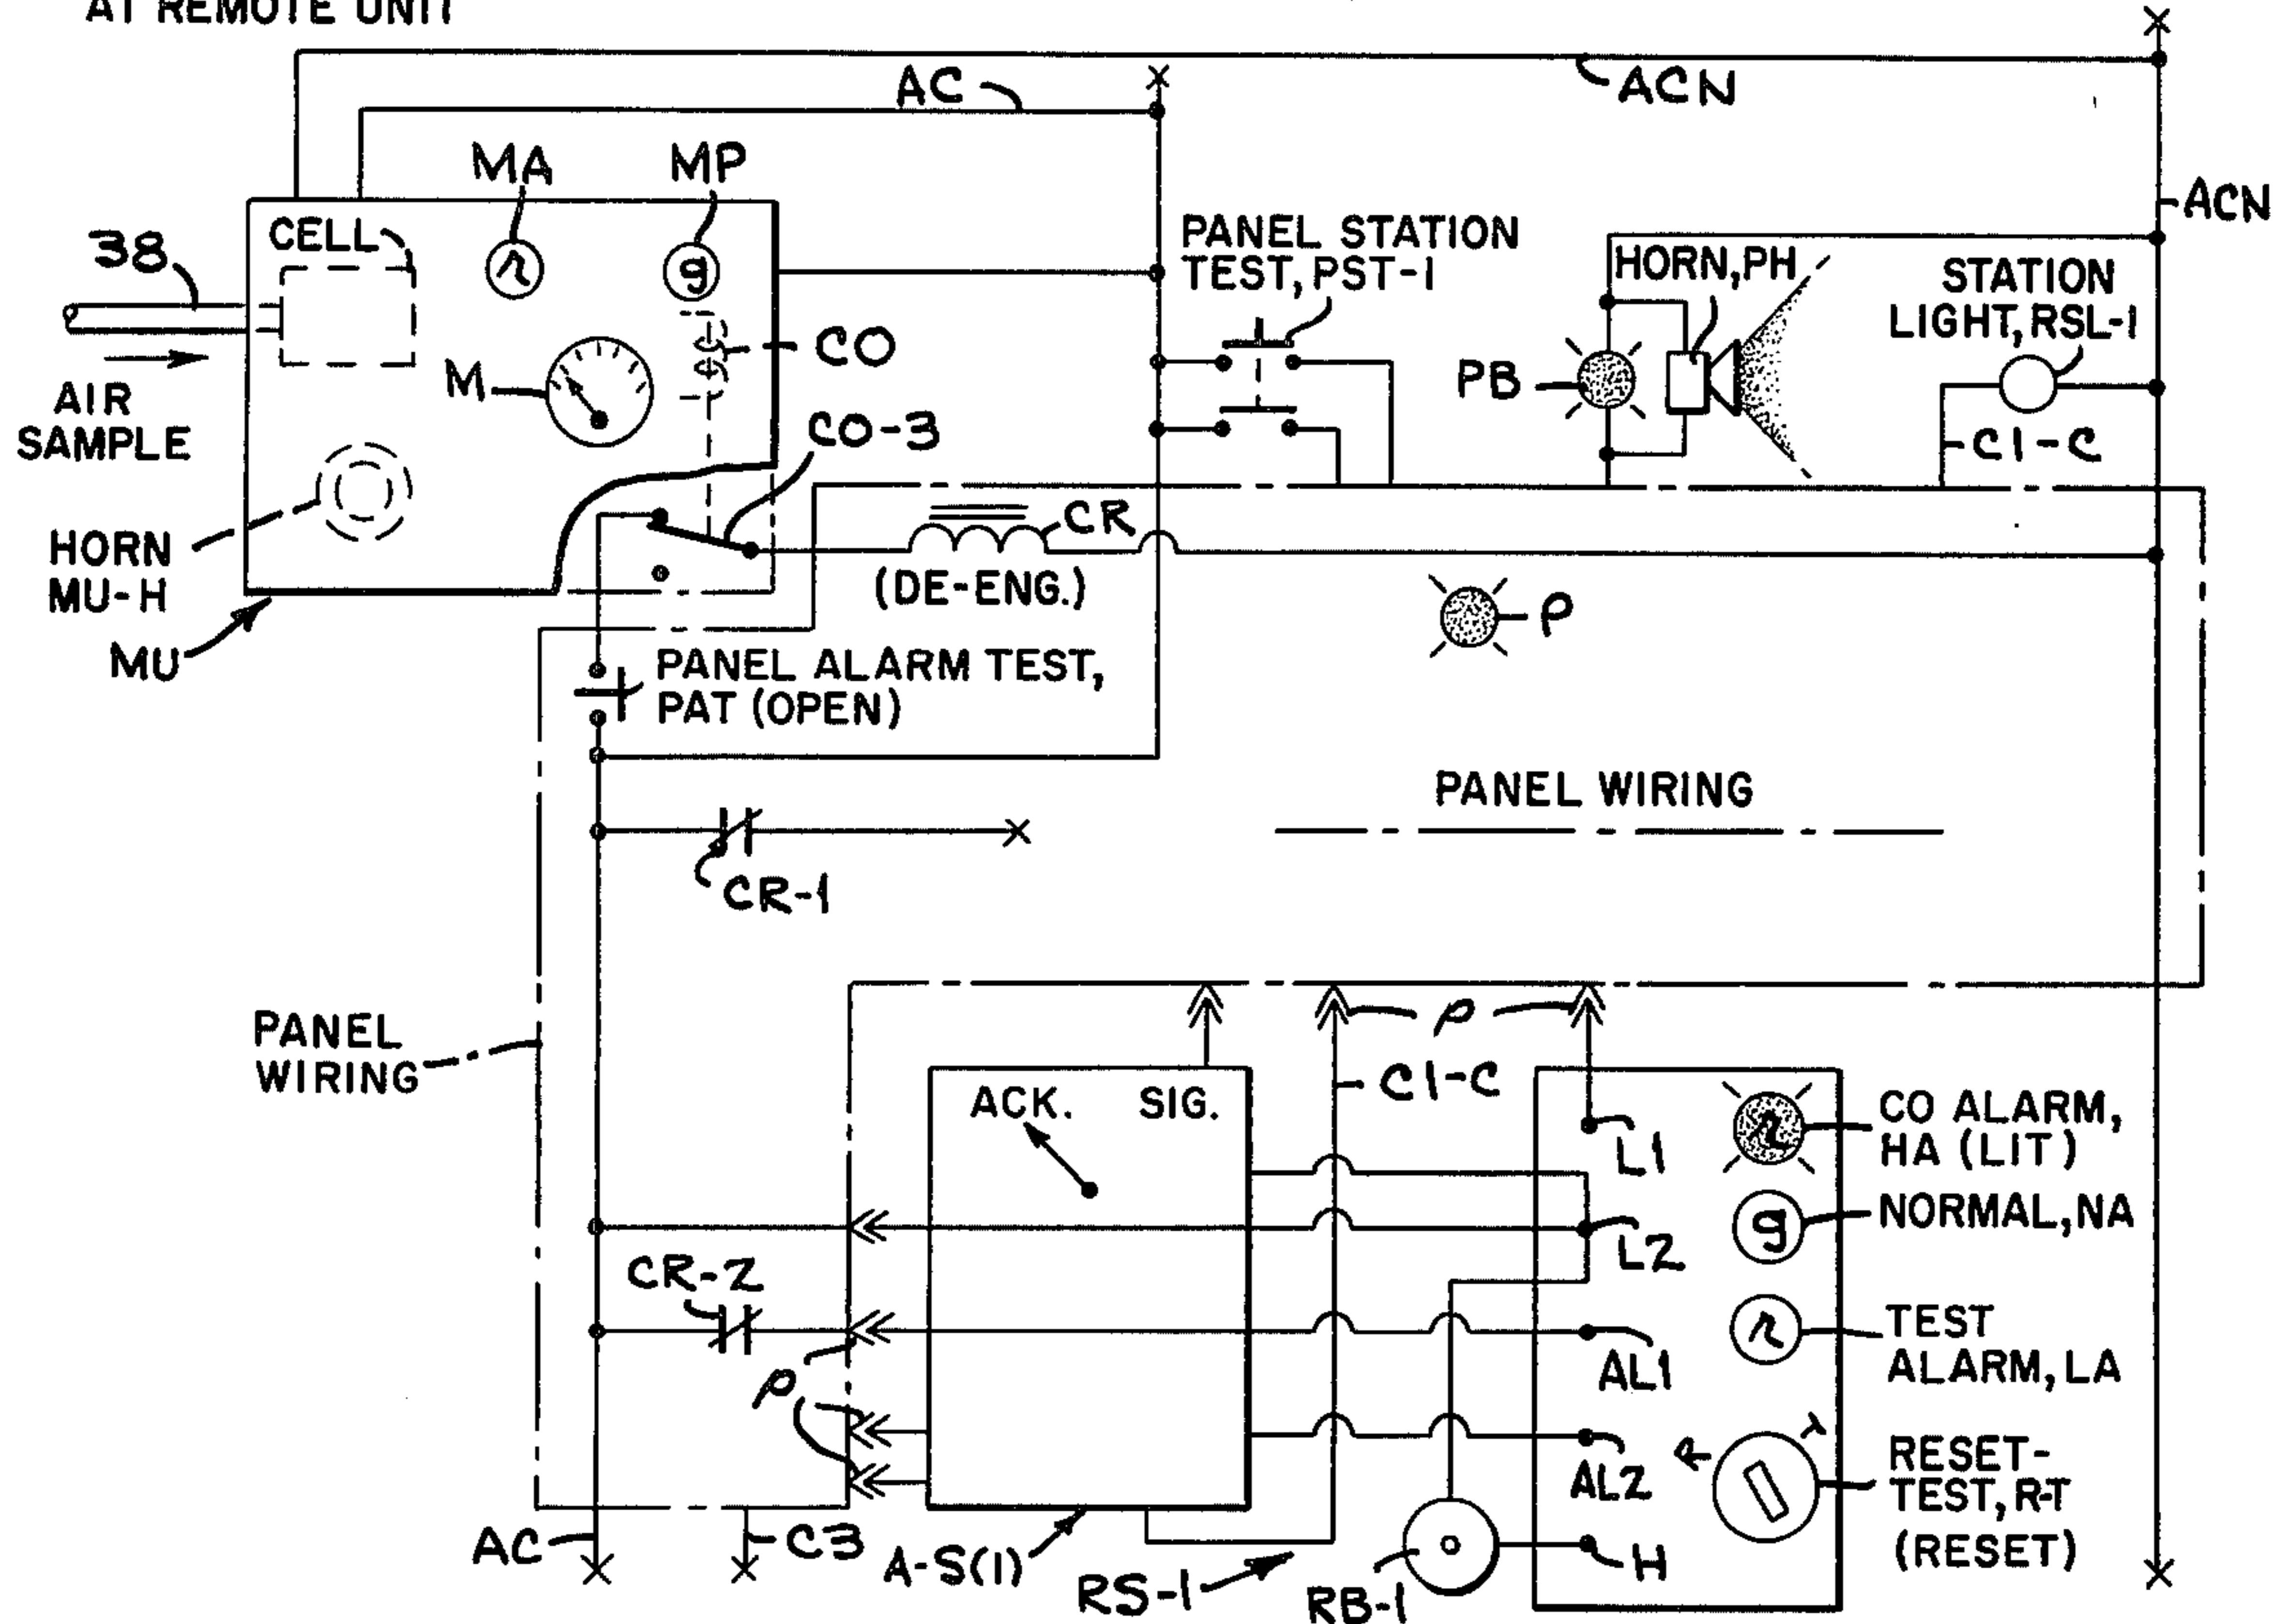 AT REMOTE UNIT
AC
ACN
MA
MP
ACN
CELL
38
PANEL STATION
TEST, PST-1
HORN, PH
STATION
LIGHT, RSL-1
r
g
CO
M
PB
AIR
SAMPLE
CO-3
C1-C
CR
HORN
MU-H
(DE-ENG.)
P
MU
PANEL ALARM TEST,
PAT (OPEN)
PANEL WIRING
CR-1
PANEL
WIRING
P
C1-C
ACK. SIG.
L1
r
CO ALARM,
HA (LIT)
L2
g
NORMAL, NA
CR-2
AL1
r
TEST
ALARM, LA
P
AL2
R
T
RESET-
TEST, R-T
(RESET)
AC
C3
A-S(1)
RS-1
RB-1
H